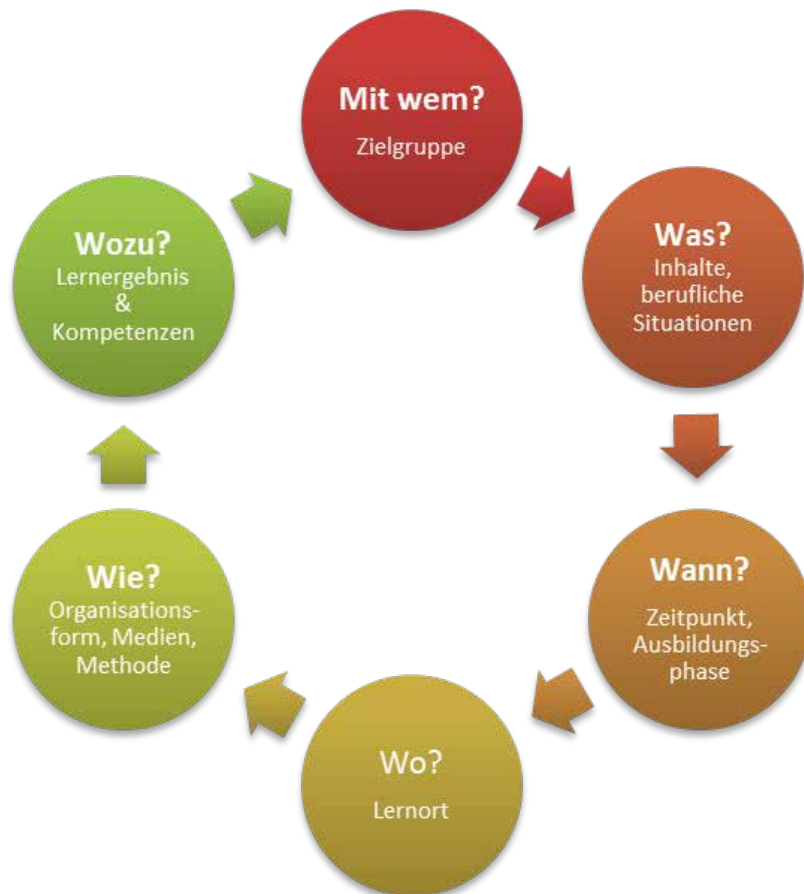 Mit wem?
Zielgruppe
Was?
Inhalte,
berufliche
Situationen
Wann?
Zeitpunkt,
Ausbildungs-
phase
Wo?
Lernort
Wie?
Organisations-
form, Medien,
Methode
Wozu?
Lernergebnis
&
Kompetenzen